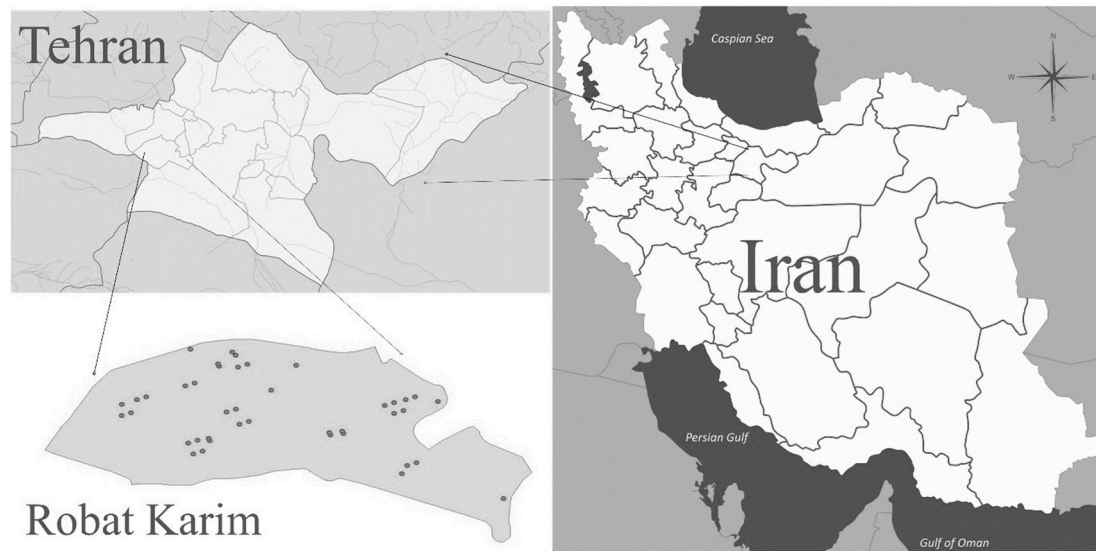 Tehran
Caspian Sea
N
W
E
S
Iran
Persian Gulf
Robat Karim
Gulf of Oman